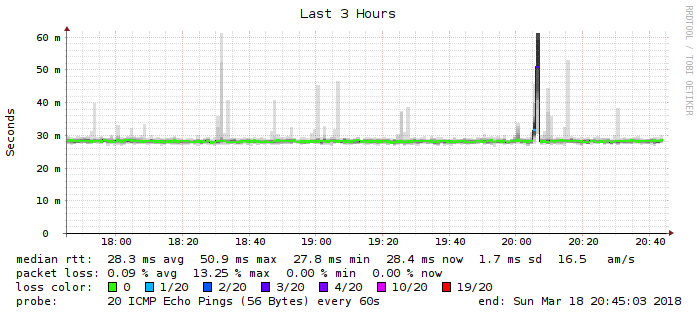 Last 3 Hours
RRDTOOL / TOBI OETIKER
Seconds
60 m
50 m
40 m
30 m
20 m
10 m
0
18:00 18:20 18:40 19:00 19:20 19:40 20:00 20:20 20:40
median rtt: 28.3 ms avg 50.9 ms max 27.8 ms min 28.4 ms now 1.7 ms sd 16.5 am/s
packet loss: 0.09 % avg 13.25 % max 0.00 % min 0.00 % now
loss color: 0 1/20 2/20 3/20 4/20 10/20 19/20
probe: 20 ICMP Echo Pings (56 Bytes) every 60s end: Sun Mar 18 20:45:03 2018